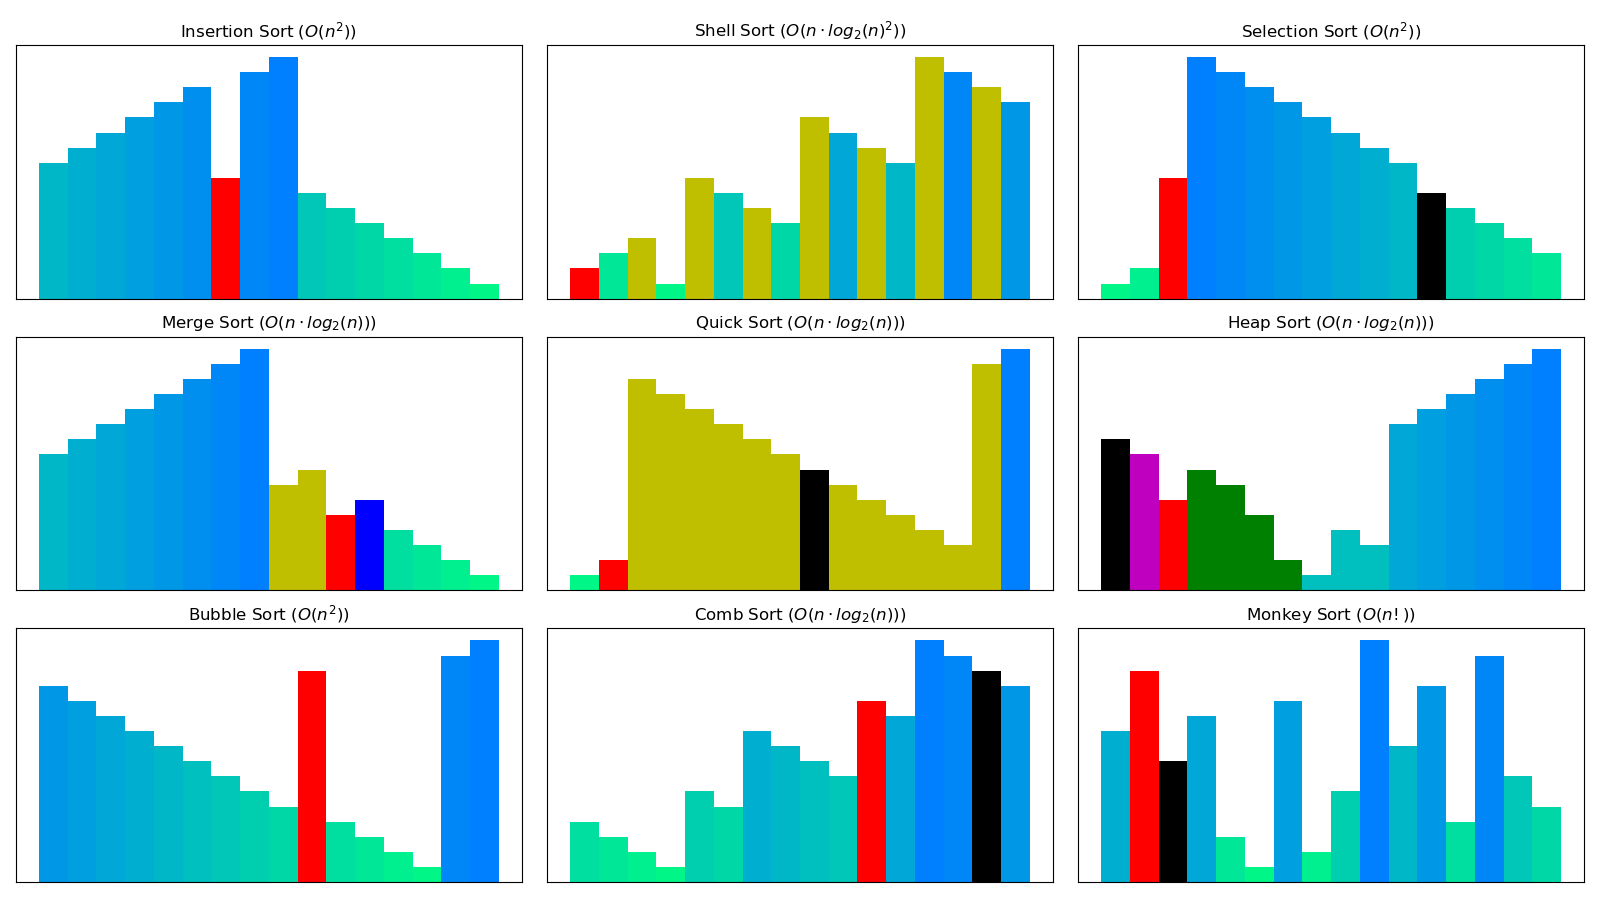 Insertion Sort (O(n²))
Shell Sort (O(n · log₂(n)²))
Selection Sort (O(n²))
Merge Sort (O(n · log₂(n)))
Quick Sort (O(n · log₂(n)))
Heap Sort (O(n · log₂(n)))
Bubble Sort (O(n²))
Comb Sort (O(n · log₂(n)))
Monkey Sort (O(n! ))